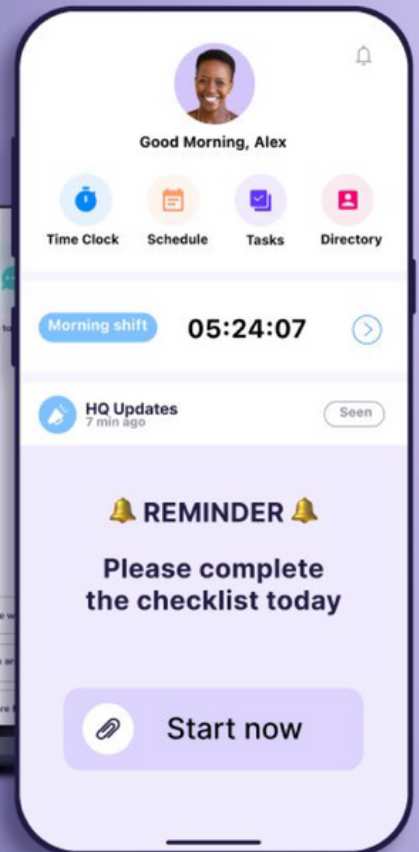 Good Morning, Alex
Time Clock
Schedule
Tasks
Directory
Morning shift
05:24:07
HQ Updates
7 min ago
Seen
REMINDER
Please complete
the checklist today
Start now